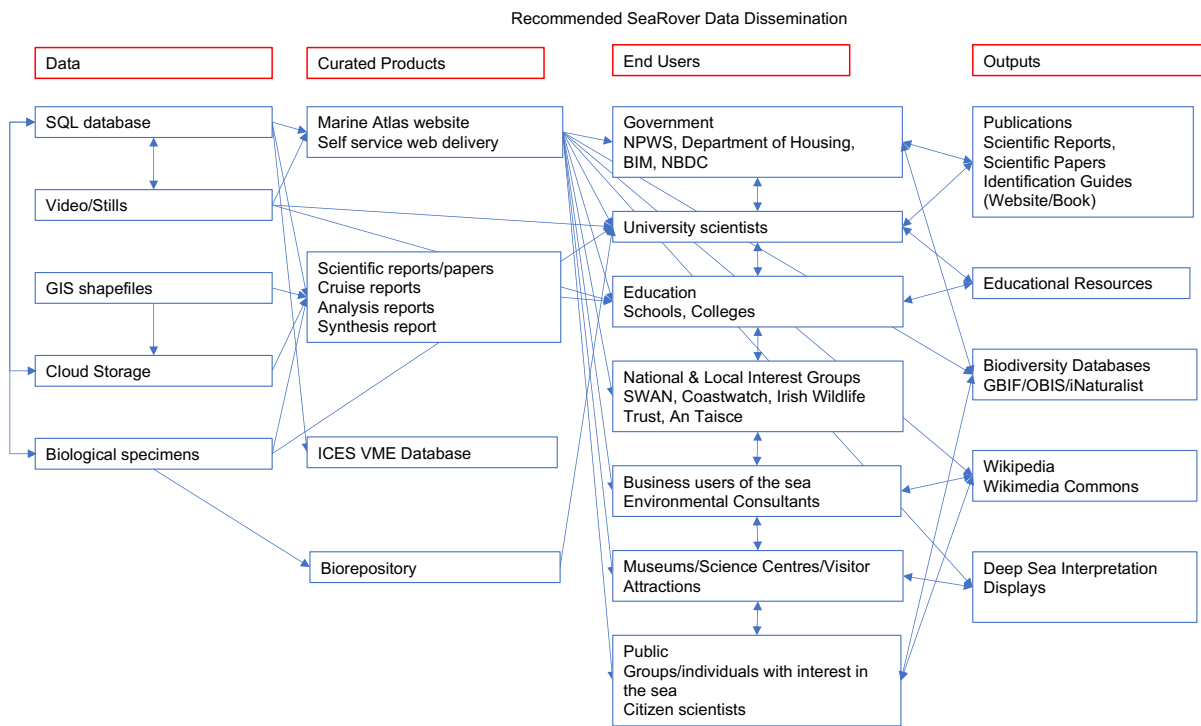 Recommended SeaRover Data Dissemination
Data
Curated Products
End Users
Outputs
SQL database
Video/Stills
GIS shapefiles
Cloud Storage
Biological specimens
Marine Atlas website
Self service web delivery
Scientific reports/papers
Cruise reports
Analysis reports
Synthesis report
ICES VME Database
Biorepository
Government
NPWS, Department of Housing,
BIM, NBDC
University scientists
Education
Schools, Colleges
National & Local Interest Groups
SWAN, Coastwatch, Irish Wildlife
Trust, An Taisce
Business users of the sea
Environmental Consultants
Museums/Science Centres/Visitor
Attractions
Public
Groups/individuals with interest in
the sea
Citizen scientists
Publications
Scientific Reports,
Scientific Papers
Identification Guides
(Website/Book)
Educational Resources
Biodiversity Databases
GBIF/OBIS/iNaturalist
Wikipedia
Wikimedia Commons
Deep Sea Interpretation
Displays